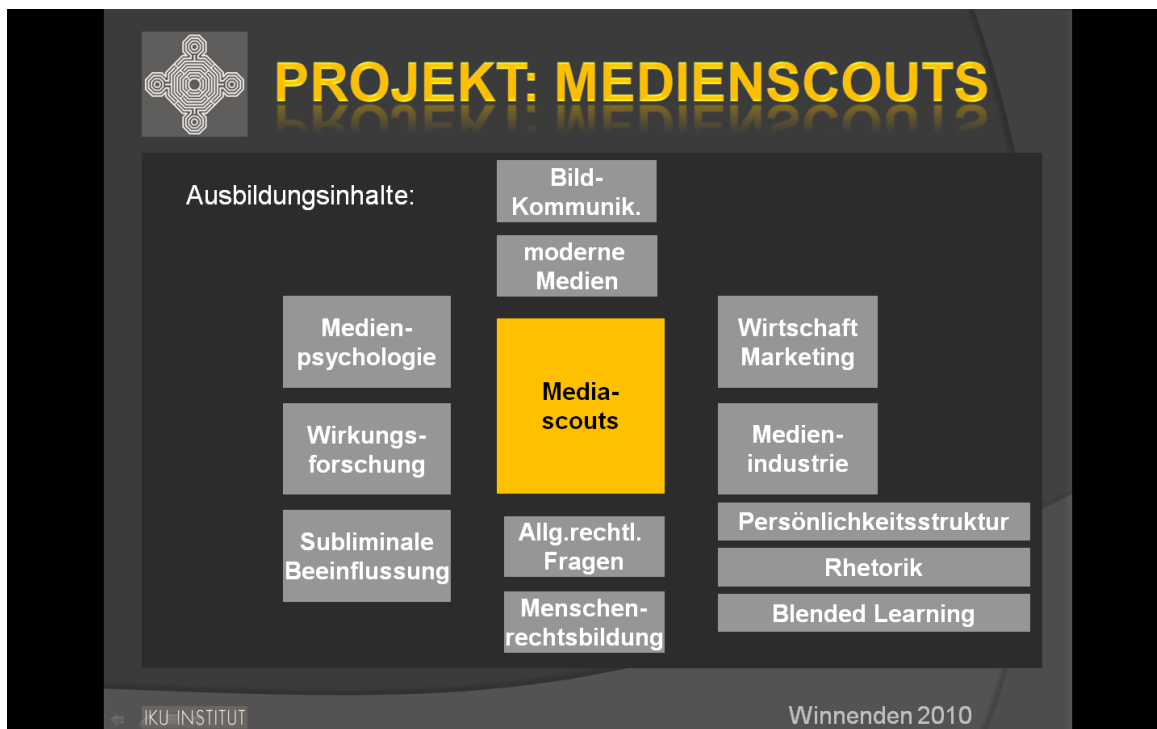 PROJEKT: MEDIENSCOUTS
Ausbildungsinhalte:
Bild-
Kommunik.
moderne
Medien
Medien-
psychologie
Wirkungs-
forschung
Subliminale
Beeinflussung
Media-
scouts
Allg.rechtl.
Fragen
Menschen-
rechtsbildung
Wirtschaft
Marketing
Medien-
industrie
Persönlichkeitsstruktur
Rhetorik
Blended Learning
IKU-INSTITUT
Winnenden 2010